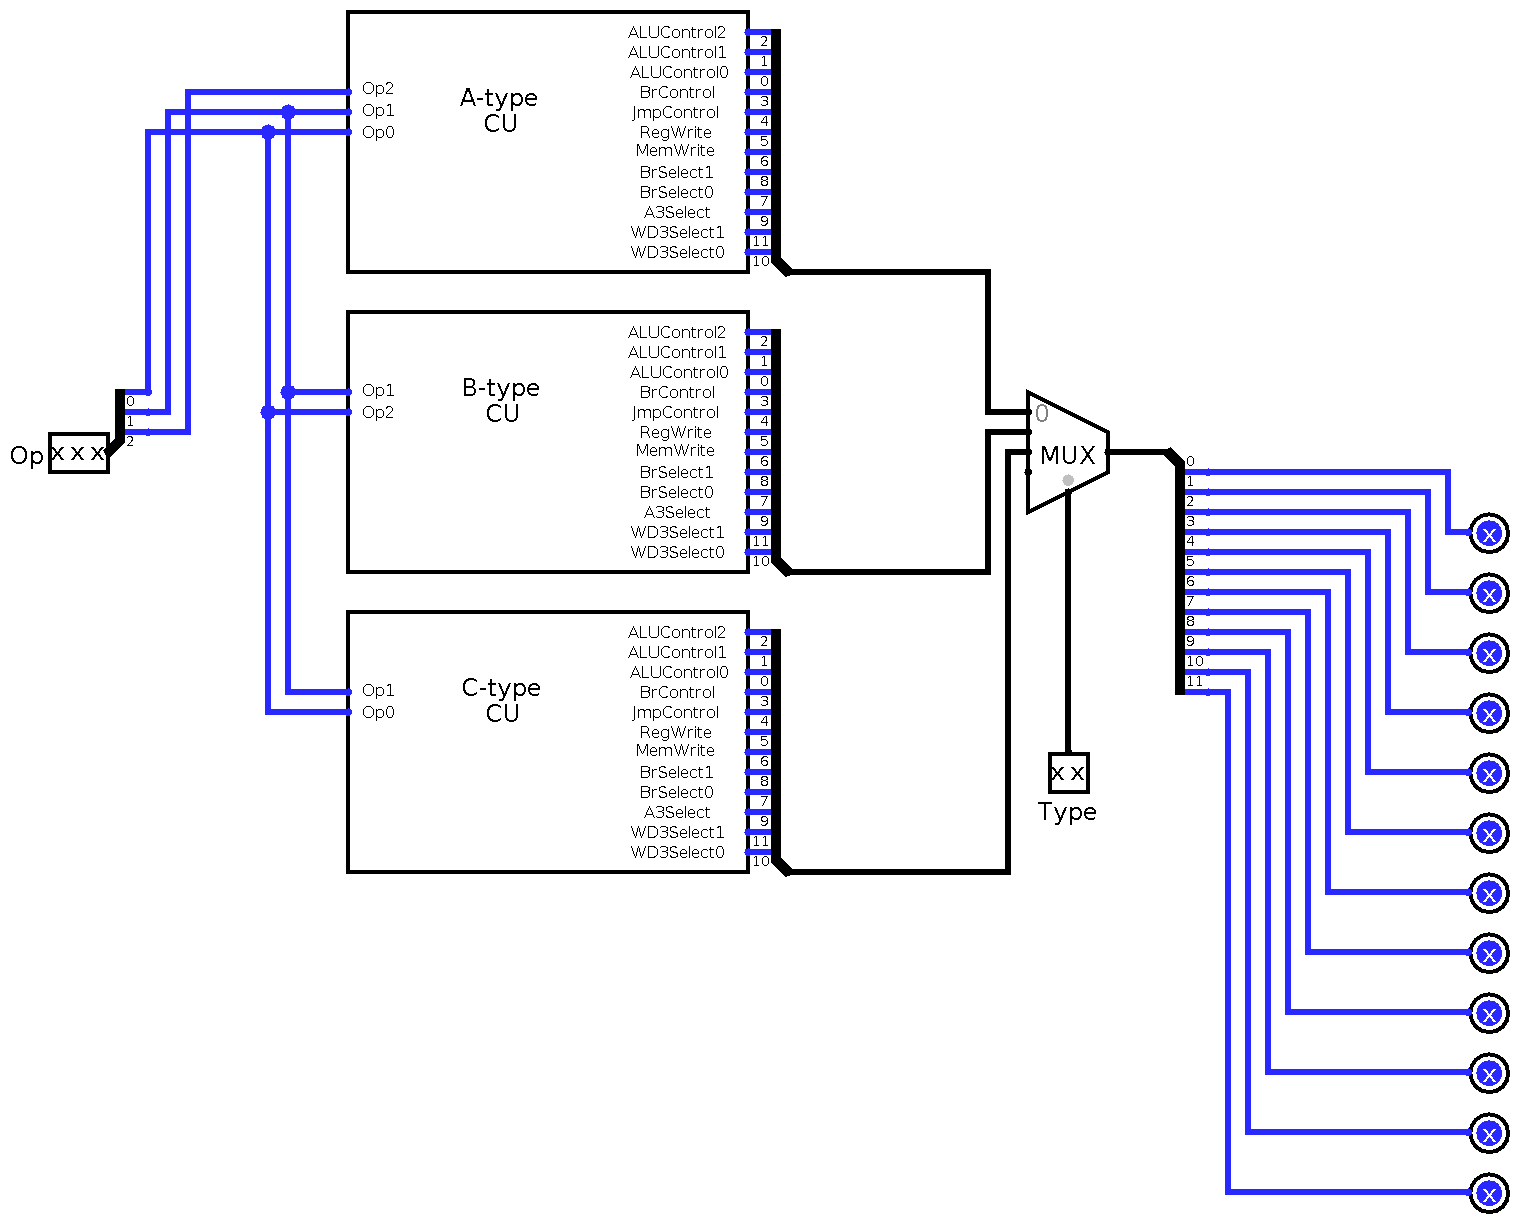 ALUControl2
2
ALUControl1
1
ALUControl0
0
Op2
A-type
BrControl
3
Op1
CU
JmpControl
4
Op0
RegWrite
5
MemWrite
6
BrSelect1
8
BrSelect0
7
A3Select
9
WD3Select1
11
WD3Select0
10
ALUControl2
2
ALUControl1
1
ALUControl0
0
Op1
B-type
BrControl
3
Op2
CU
JmpControl
4
RegWrite
5
MemWrite
6
BrSelect1
8
BrSelect0
7
A3Select
9
WD3Select1
11
WD3Select0
10
0
1
2
Op x x x
0
MUX
0
1
2
3
4
5
6
7
8
9
10
11
ALUControl2
2
ALUControl1
1
ALUControl0
0
Op1
C-type
BrControl
3
Op0
CU
JmpControl
4
RegWrite
5
MemWrite
6
BrSelect1
8
BrSelect0
7
A3Select
9
WD3Select1
11
WD3Select0
10
x x
Type
x
x
x
x
x
x
x
x
x
x
x
x